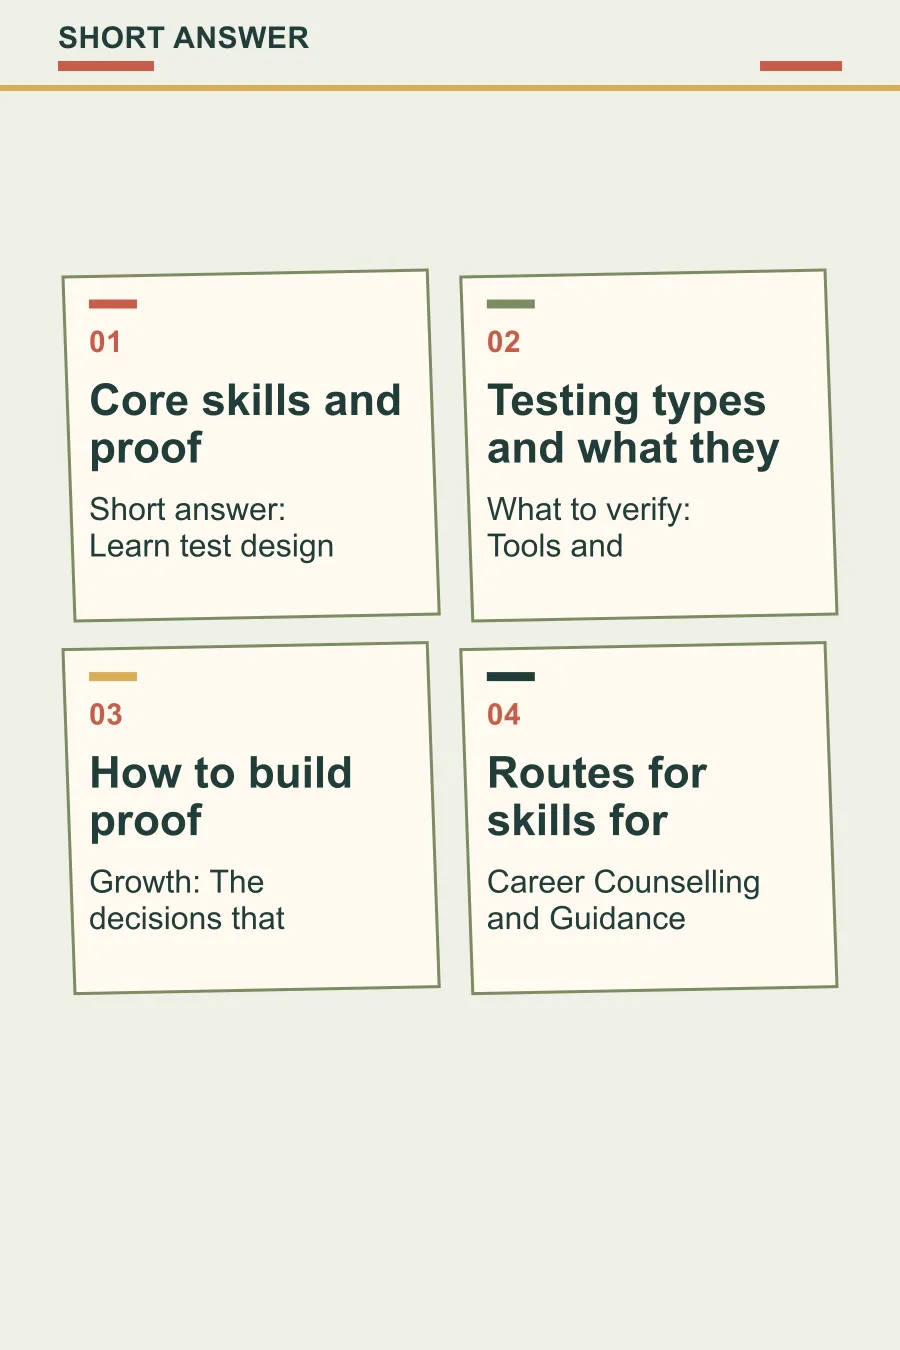 SHORT ANSWER
01
Core skills and
proof
Short answer:
Learn test design
02
Testing types
and what they
What to verify:
Tools and
03
How to build
proof
Growth: The
decisions that
04
Routes for
skills for
Career Counselling
and Guidance